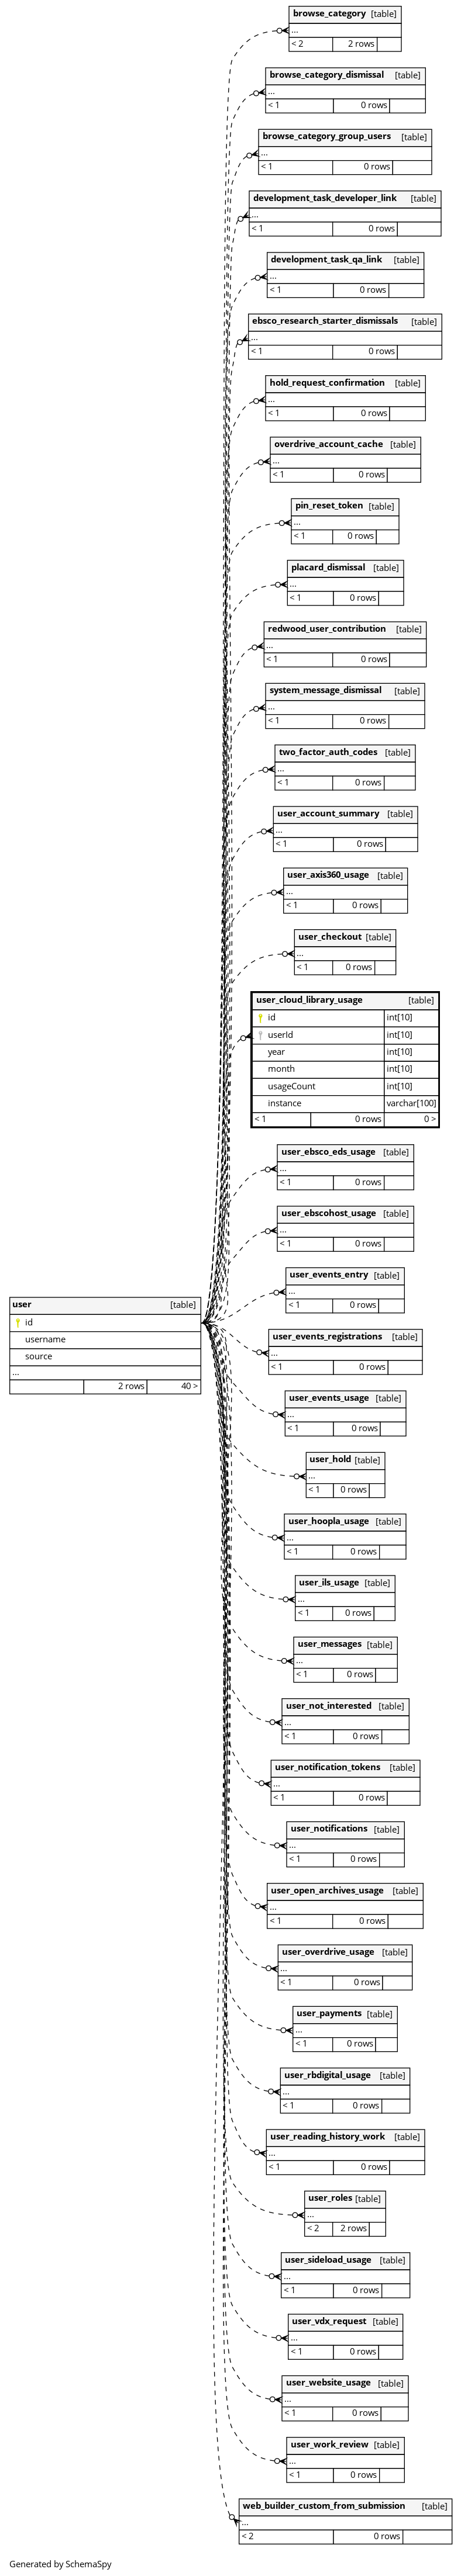 browse_category [table]
...
< 2 2 rows
browse_category_dismissal [table]
...
< 1 0 rows
browse_category_group_users [table]
...
< 1 0 rows
development_task_developer_link [table]
...
< 1 0 rows
development_task_qa_link [table]
...
< 1 0 rows
ebsco_research_starter_dismissals [table]
...
< 1 0 rows
hold_request_confirmation [table]
...
< 1 0 rows
overdrive_account_cache [table]
...
< 1 0 rows
pin_reset_token [table]
...
< 1 0 rows
placard_dismissal [table]
...
< 1 0 rows
redwood_user_contribution [table]
...
< 1 0 rows
system_message_dismissal [table]
...
< 1 0 rows
two_factor_auth_codes [table]
...
< 1 0 rows
user_account_summary [table]
...
< 1 0 rows
user_axis360_usage [table]
...
< 1 0 rows
user_checkout [table]
...
< 1 0 rows
user_cloud_library_usage [table]
id int[10]
userId int[10]
year int[10]
month int[10]
usageCount int[10]
instance varchar[100]
< 1 0 rows 0 >
user_ebsco_eds_usage [table]
...
< 1 0 rows
user_ebscohost_usage [table]
...
< 1 0 rows
user_events_entry [table]
...
< 1 0 rows
user [table]
id
username
source
...
2 rows 40 >
user_events_registrations [table]
...
< 1 0 rows
user_events_usage [table]
...
< 1 0 rows
user_hold [table]
...
< 1 0 rows
user_hoopla_usage [table]
...
< 1 0 rows
user_ils_usage [table]
...
< 1 0 rows
user_messages [table]
...
< 1 0 rows
user_not_interested [table]
...
< 1 0 rows
user_notification_tokens [table]
...
< 1 0 rows
user_notifications [table]
...
< 1 0 rows
user_open_archives_usage [table]
...
< 1 0 rows
user_overdrive_usage [table]
...
< 1 0 rows
user_payments [table]
...
< 1 0 rows
user_rbdigital_usage [table]
...
< 1 0 rows
user_reading_history_work [table]
...
< 1 0 rows
user_roles [table]
...
< 2 2 rows
user_sideload_usage [table]
...
< 1 0 rows
user_vdx_request [table]
...
< 1 0 rows
user_website_usage [table]
...
< 1 0 rows
user_work_review [table]
...
< 1 0 rows
web_builder_custom_from_submission [table]
...
< 2 0 rows
Generated by SchemaSpy